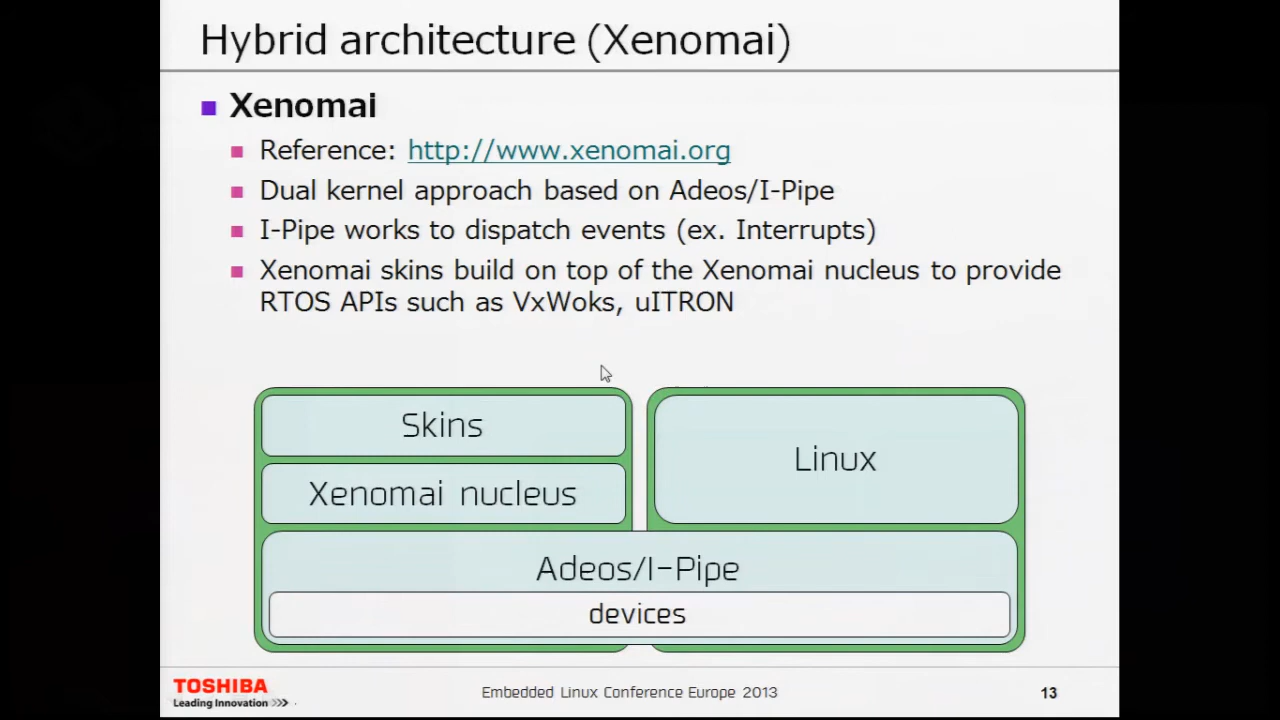 Hybrid architecture (Xenomai)
Xenomai
Reference: http://www.xenomai.org
Dual kernel approach based on Adeos/I-Pipe
I-Pipe works to dispatch events (ex. Interrupts)
Xenomai skins build on top of the Xenomai nucleus to provide
RTOS APIs such as VxWoks, uITRON
Skins
Linux
Xenomai nucleus
Adeos/I-Pipe
devices
TOSHIBA
Leading Innovation >>>
Embedded Linux Conference Europe 2013
13